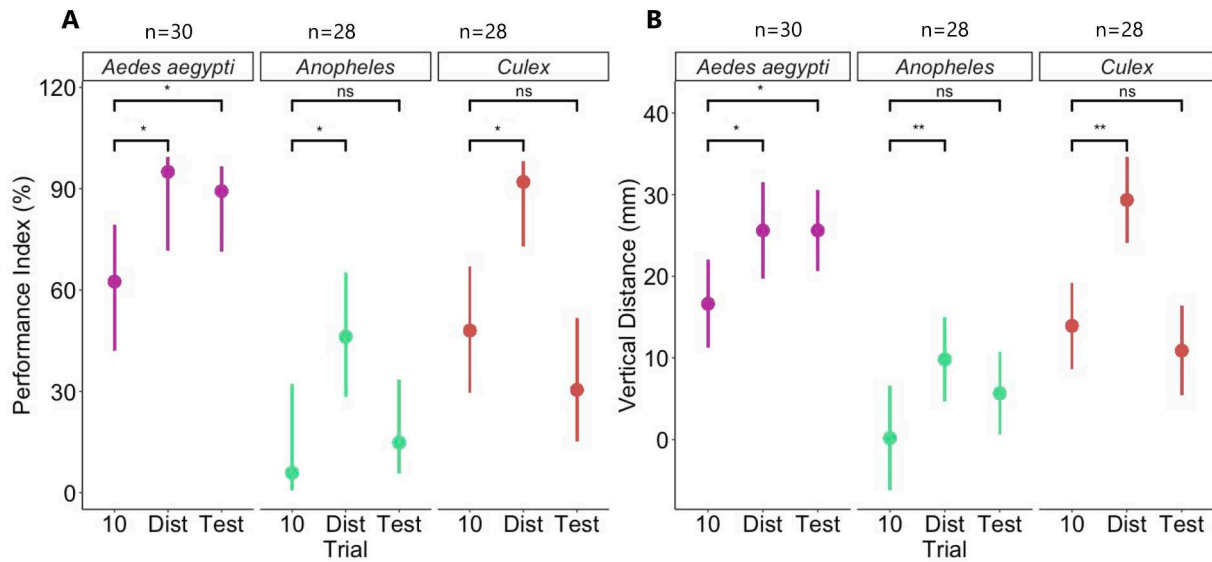 A
n=30 n=28 n=28
Aedes aegypti Anopheles Culex
* ns ns
* * *
120
90
60
30
0
Performance Index (%)
10 Dist Test 10 Dist Test 10 Dist Test
Trial
B
n=30 n=28 n=28
Aedes aegypti Anopheles Culex
* ns ns
* ** **
40
30
20
10
0
Vertical Distance (mm)
10 Dist Test 10 Dist Test 10 Dist Test
Trial